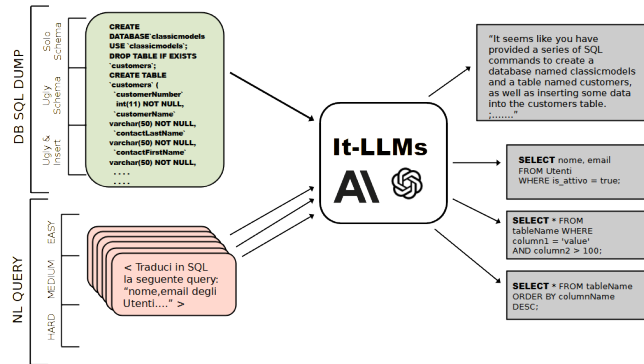 DB SQL DUMP
Solo
Schema
Ugly
Schema
Ugly &
Insert
CREATE
DATABASE`classicmodels
USE `classicmodels`;
DROP TABLE IF EXISTS
`customers`;
CREATE TABLE
`customers` (
`customerNumber`
int(11) NOT NULL,
`customerName`
varchar(50) NOT NULL,
`contactLastName`
varchar(50) NOT NULL,
`contactFirstName`
varchar(50) NOT NULL,
. . . .
. . . .
NL QUERY
EASY
MEDIUM
HARD
< Traduci in SQL
la seguente query:
“nome,email degli
Utenti....” >
It-LLMs
A\
“It seems like you have
provided a series of SQL
commands to create a
database named classicmodels
and a table named customers,
as well as inserting some data
into the customers table.
;.......”
SELECT nome, email
FROM Utenti
WHERE is_attivo = true;
SELECT * FROM
tableName WHERE
column1 = 'value'
AND column2 > 100;
SELECT * FROM tableName
ORDER BY columnName
DESC;